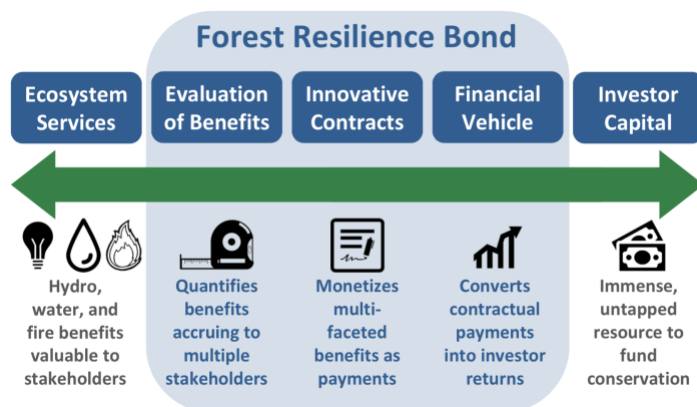 Forest Resilience Bond
Ecosystem
Services
Evaluation
of Benefits
Innovative
Contracts
Financial
Vehicle
Investor
Capital
Hydro,
water, and
fire benefits
valuable to
stakeholders
Quantifies
benefits
accruing to
multiple
stakeholders
Monetizes
multi-
faceted
benefits as
payments
Converts
contractual
payments
into investor
returns
Immense,
untapped
resource to
fund
conservation